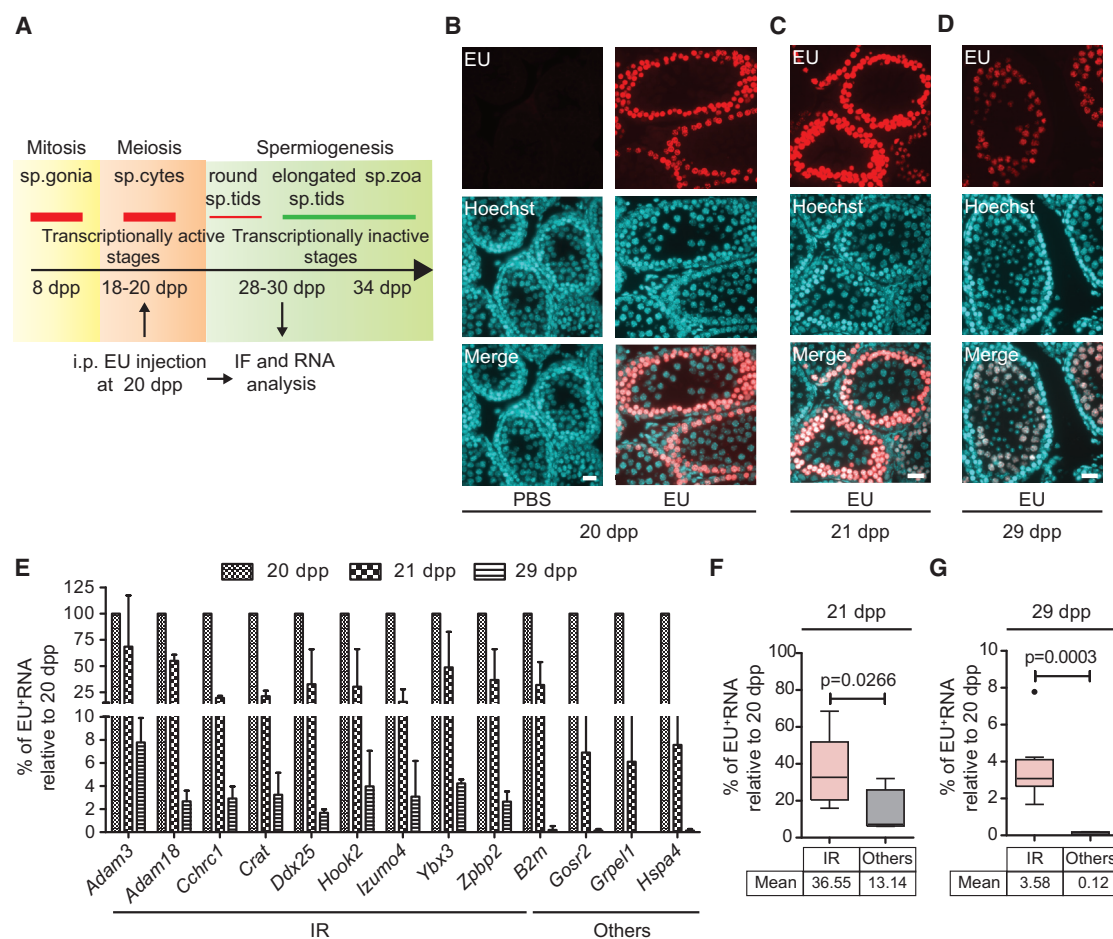 A
Mitosis
Meiosis
Spermiogenesis
sp.gonia
sp.cytes
round sp.tids
elongated sp.tids
sp.zoa
Transcriptionally active stages
Transcriptionally inactive stages
8 dpp
18-20 dpp
28-30 dpp
34 dpp
i.p. EU injection at 20 dpp
IF and RNA analysis
B
EU
Hoechst
Merge
PBS
EU
20 dpp
C
EU
Hoechst
Merge
EU
21 dpp
D
EU
Hoechst
Merge
EU
29 dpp
E
20 dpp
21 dpp
29 dpp
% of EU+RNA relative to 20 dpp
125
100
75
50
25
10
8
6
4
2
0
Adam3
Adam18
Cchrc1
Crat
Ddx25
Hook2
Izumo4
Ybx3
Zpbp2
B2m
Gosr2
Grpel1
Hspa4
IR
Others
F
21 dpp
p=0.0266
% of EU+RNA relative to 20 dpp
100
80
60
40
20
0
IR
Others
Mean
36.55
13.14
G
29 dpp
p=0.0003
% of EU+RNA relative to 20 dpp
10
8
6
4
2
0
IR
Others
Mean
3.58
0.12